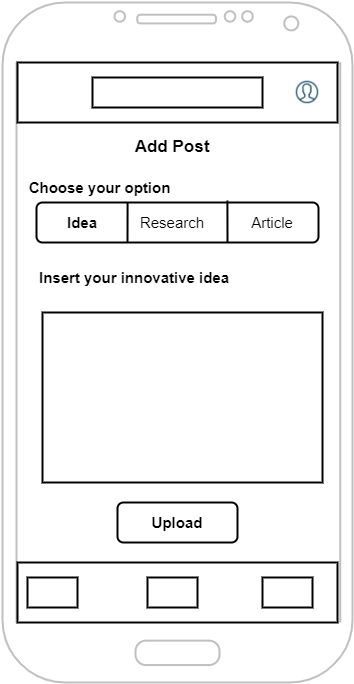 Add Post
Choose your option
Idea Research Article
Insert your innovative idea
Upload